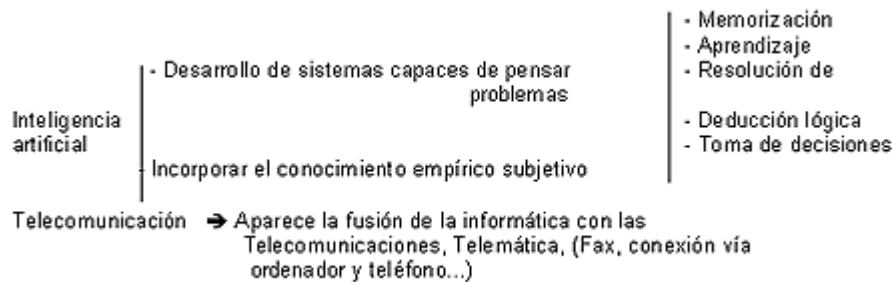 - Memorización
- Aprendizaje
- Desarrollo de sistemas capaces de pensar - Resolución de
problemas
Inteligencia - Deducción lógica
artificial - Toma de decisiones
- Incorporar el conocimiento empírico subjetivo
Telecomunicación ➔ Aparece la fusión de la informática con las
Telecomunicaciones, Telemática, (Fax, conexión vía
ordenador y teléfono...)